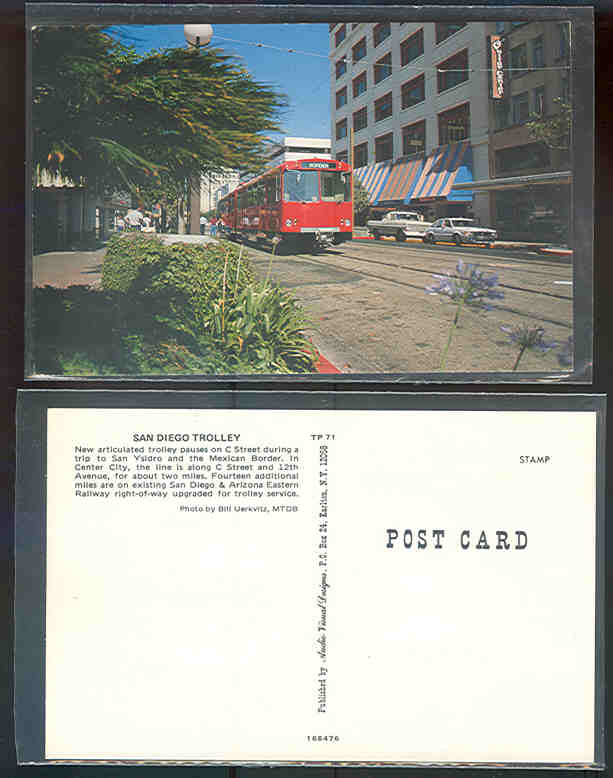 BORDER
SAN DIEGO TROLLEY
New articulated trolley pauses on C Street during a
trip to San Ysidro and the Mexican Border. In
Center City, the line is along C Street and 12th
Avenue, for about two miles. Fourteen additional
miles are on existing San Diego & Arizona Eastern
Railway right-of-way upgraded for trolley service.
Photo by Bill Uerkvitz, MTDB
TP 71
Published by Audio-Visual Designs, P.O. Box 24, Earlton, N.Y. 12058
STAMP
POST CARD
168476